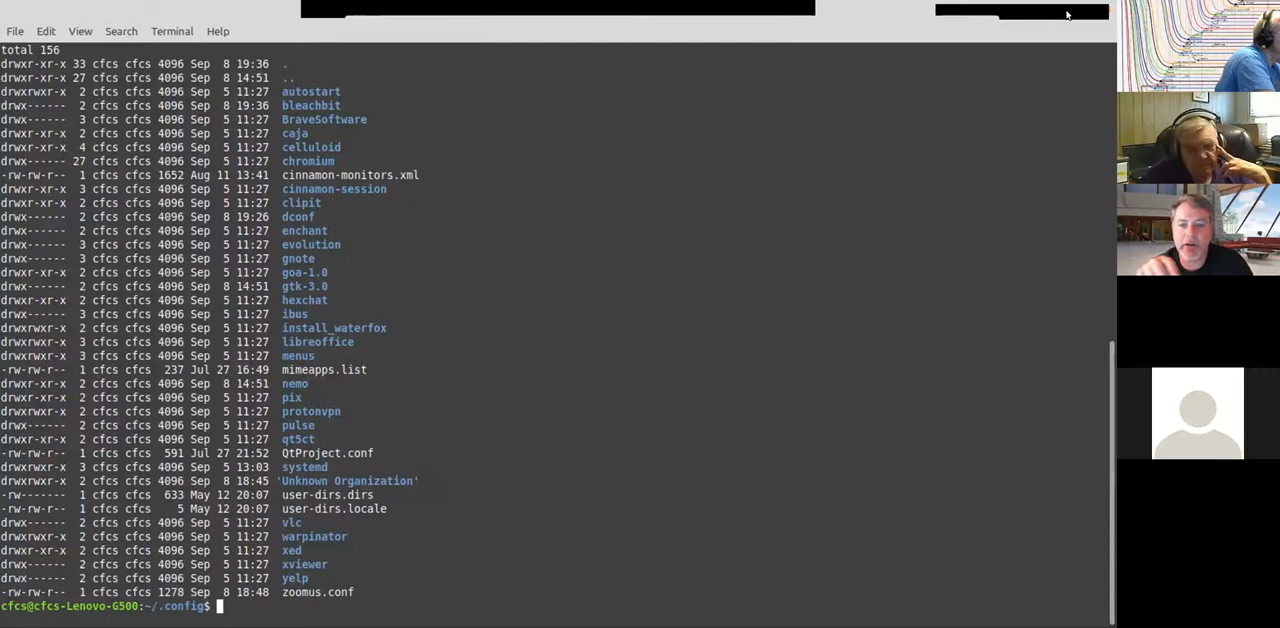 File Edit View Search Terminal Help
total 156
drwxr-xr-x 33 cfcs cfcs 4096 Sep  8 19:36  .
drwxr-xr-x 27 cfcs cfcs 4096 Sep  8 14:51  ..
drwxrwxr-x  2 cfcs cfcs 4096 Sep  5 11:27  autostart
drwx------  2 cfcs cfcs 4096 Sep  8 19:36  bleachbit
drwx------  3 cfcs cfcs 4096 Sep  5 11:27  BraveSoftware
drwxr-xr-x  2 cfcs cfcs 4096 Sep  5 11:27  caja
drwxr-xr-x  4 cfcs cfcs 4096 Sep  5 11:27  celluloid
drwx------ 27 cfcs cfcs 4096 Sep  5 11:27  chromium
-rw-rw-r--  1 cfcs cfcs 1652 Aug 11 13:41  cinnamon-monitors.xml
drwxr-xr-x  3 cfcs cfcs 4096 Sep  5 11:27  cinnamon-session
drwxr-xr-x  2 cfcs cfcs 4096 Sep  5 11:27  clipit
drwx------  2 cfcs cfcs 4096 Sep  8 19:26  dconf
drwx------  2 cfcs cfcs 4096 Sep  5 11:27  enchant
drwx------  3 cfcs cfcs 4096 Sep  5 11:27  evolution
drwx------  3 cfcs cfcs 4096 Sep  5 11:27  gnote
drwxr-xr-x  2 cfcs cfcs 4096 Sep  5 11:27  goa-1.0
drwxr-xr-x  2 cfcs cfcs 4096 Sep  8 14:51  gtk-3.0
drwxr-xr-x  2 cfcs cfcs 4096 Sep  5 11:27  hexchat
drwx------  3 cfcs cfcs 4096 Sep  5 11:27  ibus
drwxrwxr-x  2 cfcs cfcs 4096 Sep  5 11:27  install_waterfox
drwxrwxr-x  3 cfcs cfcs 4096 Sep  5 11:27  libreoffice
drwxrwxr-x  3 cfcs cfcs 4096 Sep  5 11:27  menus
-rw-rw-r--  1 cfcs cfcs  237 Jul 27 16:49  mimeapps.list
drwxr-xr-x  2 cfcs cfcs 4096 Sep  8 14:51  nemo
drwxr-xr-x  2 cfcs cfcs 4096 Sep  5 11:27  pix
drwxrwxr-x  2 cfcs cfcs 4096 Sep  5 11:27  protonvpn
drwx------  2 cfcs cfcs 4096 Sep  5 11:27  pulse
drwxrwxr-x  2 cfcs cfcs 4096 Sep  5 11:27  qt5ct
-rw-rw-r--  1 cfcs cfcs  591 Jul 27 21:52  QtProject.conf
drwxrwxr-x  3 cfcs cfcs 4096 Sep  5 13:03  systemd
drwxrwxr-x  2 cfcs cfcs 4096 Sep  8 18:45 'Unknown Organization'
-rw-------  1 cfcs cfcs  633 May 12 20:07  user-dirs.dirs
-rw-rw-r--  1 cfcs cfcs    5 May 12 20:07  user-dirs.locale
drwx------  2 cfcs cfcs 4096 Sep  5 11:27  vlc
drwxrwxr-x  2 cfcs cfcs 4096 Sep  5 11:27  warpinator
drwxr-xr-x  2 cfcs cfcs 4096 Sep  5 11:27  xed
drwxrwxr-x  2 cfcs cfcs 4096 Sep  5 11:27  xviewer
drwx------  2 cfcs cfcs 4096 Sep  5 11:27  yelp
-rw-rw-r--  1 cfcs cfcs 1278 Sep  8 18:48  zoomus.conf
cfcs@cfcs-Lenovo-G500:~/.config$